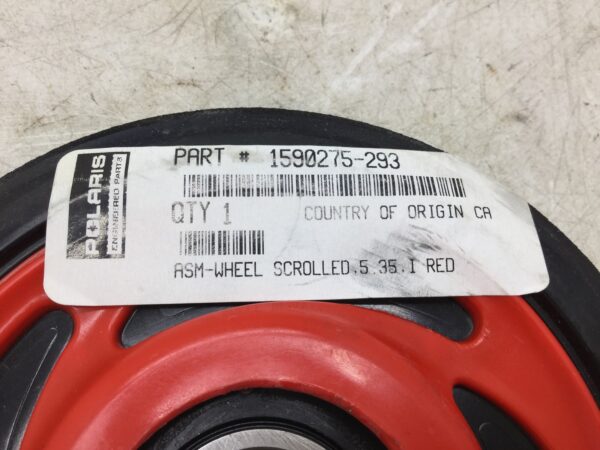 POLARIS
ENGINEERED PARTS
PART # 1590275-293
QTY 1 COUNTRY OF ORIGIN CA
ASM-WHEEL SCROLLED.5.35.I RED